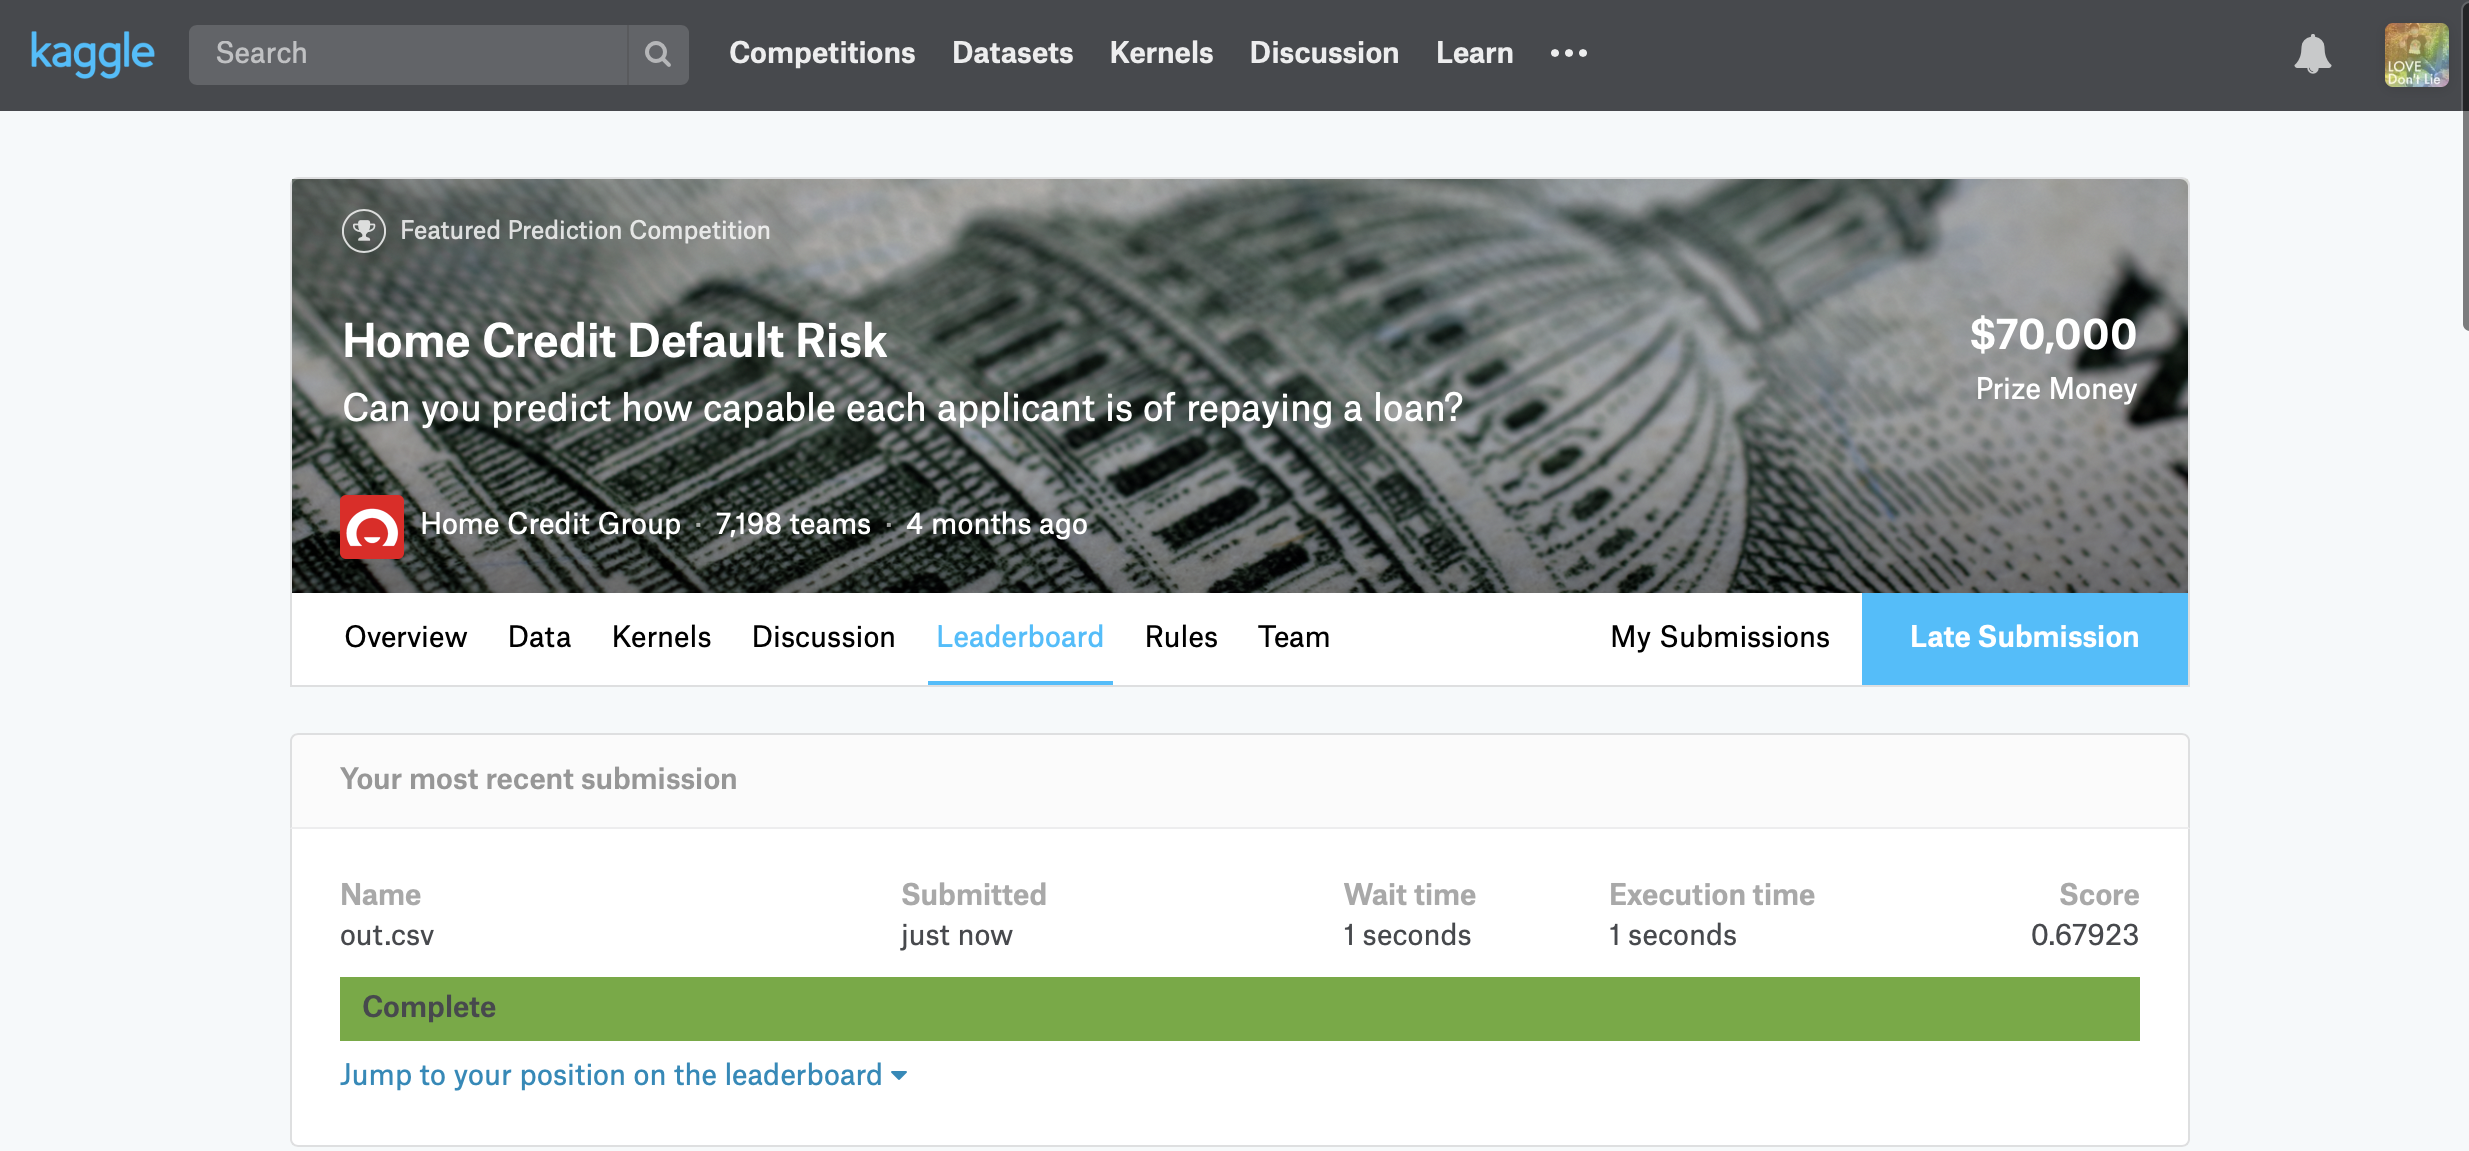 kaggle
Search
Competitions Datasets Kernels Discussion Learn
LOVE
Don't Lie
Featured Prediction Competition
Home Credit Default Risk
$70,000
Can you predict how capable each applicant is of repaying a loan?
Prize Money
Home Credit Group · 7,198 teams · 4 months ago
Overview Data Kernels Discussion Leaderboard Rules Team My Submissions Late Submission
Your most recent submission
Name Submitted Wait time Execution time Score
out.csv just now 1 seconds 1 seconds 0.67923
Complete
Jump to your position on the leaderboard